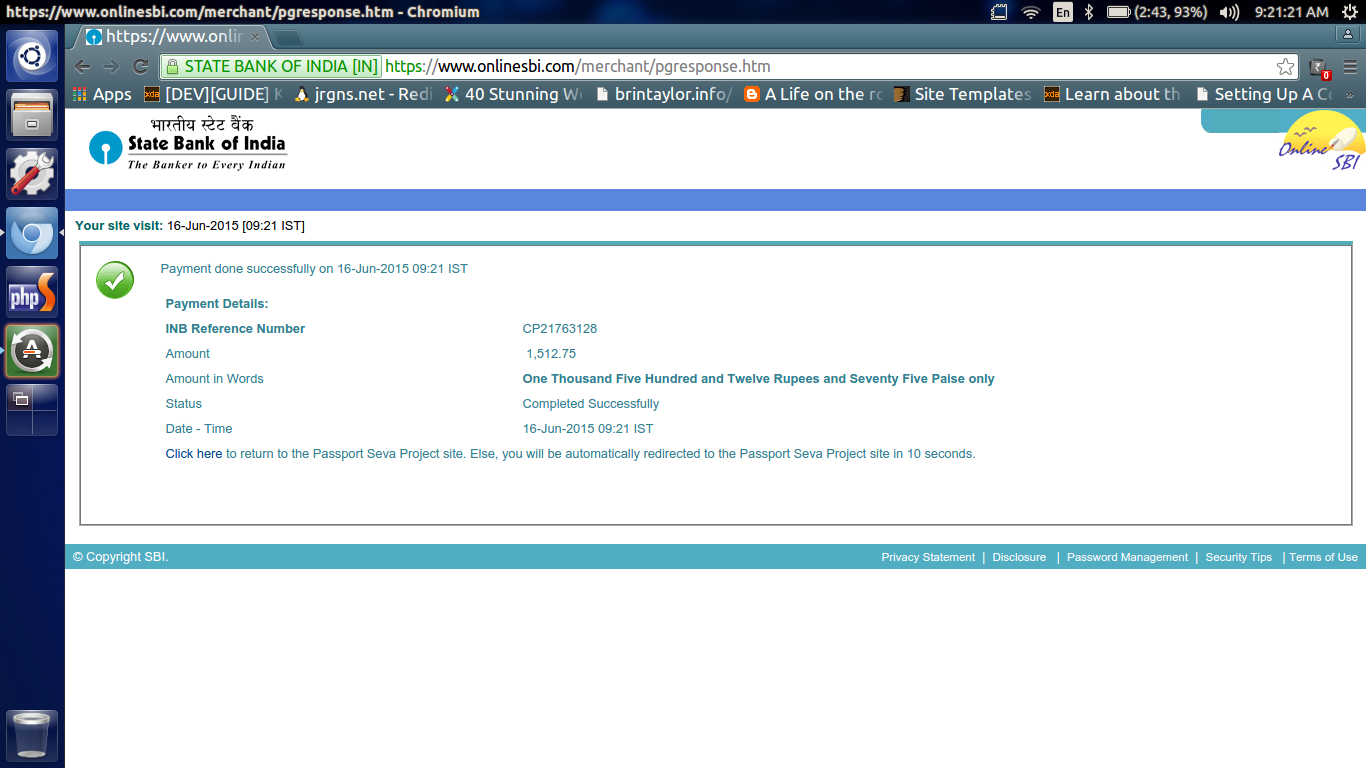 https://www.onlinesbi.com/merchant/pgresponse.htm - Chromium
En (2:43, 93%) 9:21:21 AM
https://www.onlin
STATE BANK OF INDIA [IN] https://www.onlinesbi.com/merchant/pgresponse.htm
0
Apps [DEV][GUIDE] jrgns.net - Redi 40 Stunning W brintaylor.info/ A Life on the ro Site Templates Learn about th Setting Up A C »
भारतीय स्टेट बैंक
State Bank of India
The Banker to Every Indian
Online
SBI
Your site visit: 16-Jun-2015 [09:21 IST]
Payment done successfully on 16-Jun-2015 09:21 IST
Payment Details:
INB Reference Number CP21763128
Amount 1,512.75
Amount in Words One Thousand Five Hundred and Twelve Rupees and Seventy Five Paise only
Status Completed Successfully
Date - Time 16-Jun-2015 09:21 IST
Click here to return to the Passport Seva Project site. Else, you will be automatically redirected to the Passport Seva Project site in 10 seconds.
php S
A
© Copyright SBI. Privacy Statement | Disclosure | Password Management | Security Tips | Terms of Use